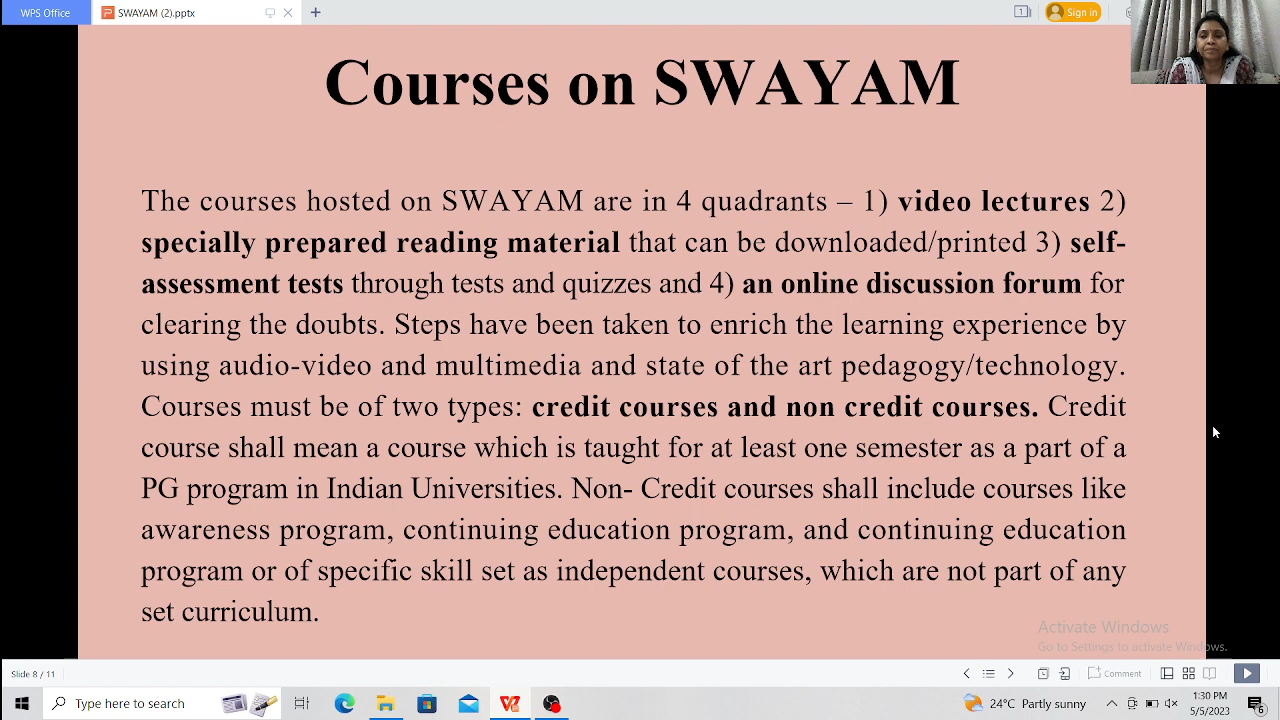 WPS Office
SWAYAM (2).pptx
Sign in
Courses on SWAYAM
The courses hosted on SWAYAM are in 4 quadrants – 1) video lectures 2)
specially prepared reading material that can be downloaded/printed 3) self-
assessment tests through tests and quizzes and 4) an online discussion forum for
clearing the doubts. Steps have been taken to enrich the learning experience by
using audio-video and multimedia and state of the art pedagogy/technology.
Courses must be of two types: credit courses and non credit courses. Credit
course shall mean a course which is taught for at least one semester as a part of a
PG program in Indian Universities. Non- Credit courses shall include courses like
awareness program, continuing education program, and continuing education
program or of specific skill set as independent courses, which are not part of any
set curriculum.
Activate Windows
Go to Settings to activate Windows.
Slide 8 / 11
Comment
Type here to search
24°C Partly sunny
1:30 PM
5/5/2023
6